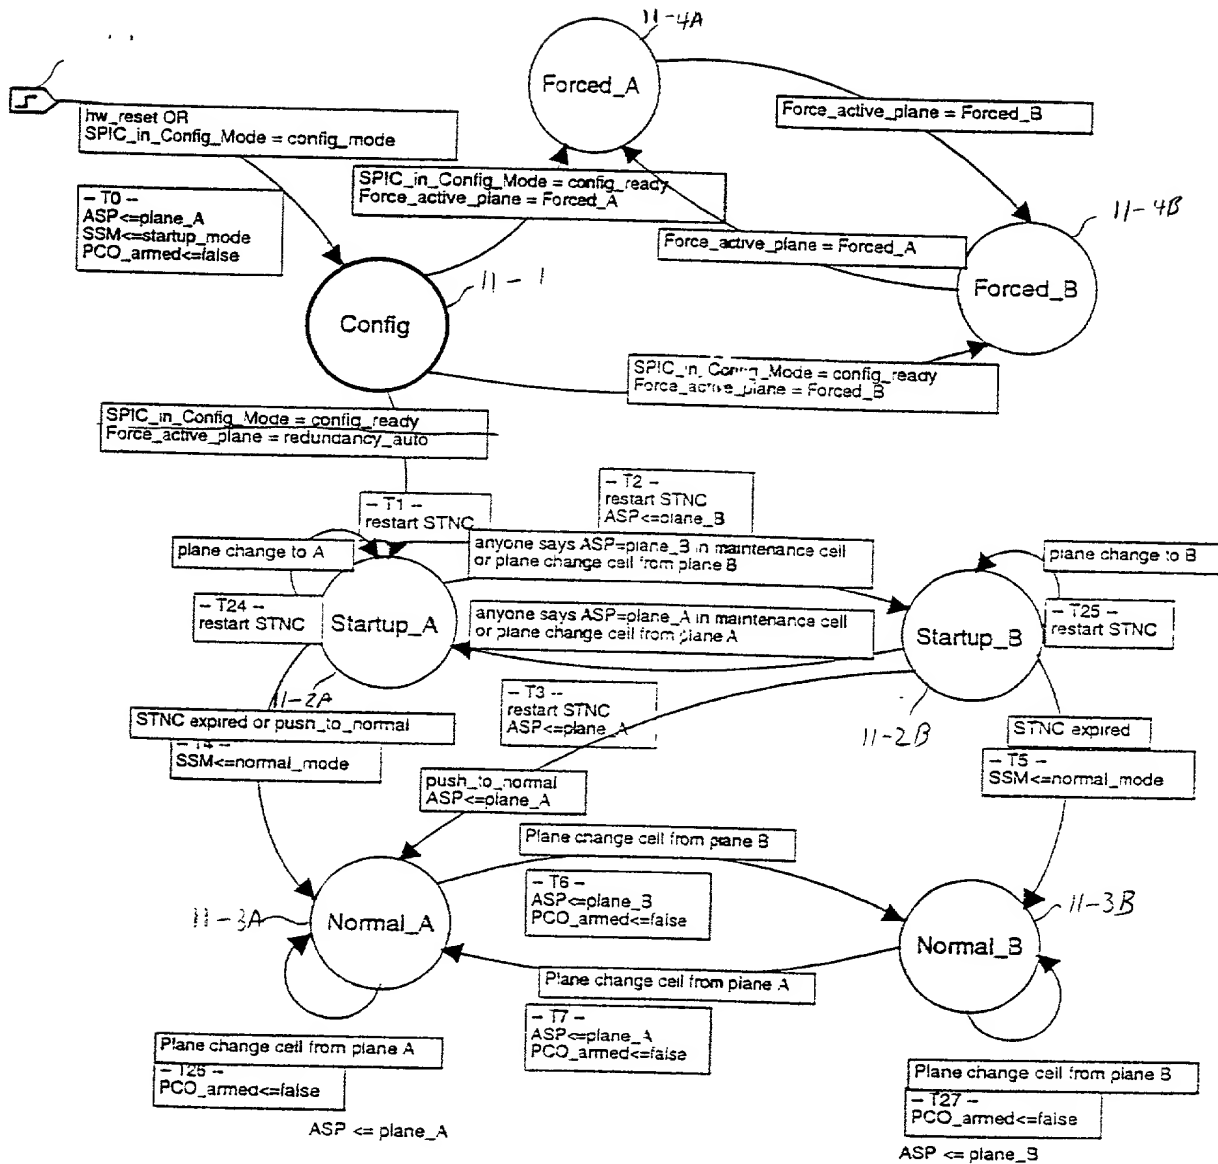 11-4A
Forced_A
hw_reset OR
SPIC_in_Config_Mode = config_mode
Force_active_plane = Forced_B
SPIC_in_Config_Mode = config_ready
Force_active_plane = Forced_A
-- T0 --
ASP<=plane_A
SSM<=startup_mode
PCO_armed<=false
11-4B
Force_active_plane = Forced_A
11-1
Forced_B
Config
SPIC_in_Config_Mode = config_ready
Force_active_plane = Forced_B
SPIC_in_Config_Mode = config_ready
Force_active_plane = redundancy_auto
-- T2 --
restart STNC
ASP<=plane_B
-- T1 --
restart STNC
plane change to A
anyone says ASP=plane_B in maintenance cell
or plane change cell from plane B
plane change to B
-- T24 --
restart STNC
Startup_A
anyone says ASP=plane_A in maintenance cell
or plane change cell from plane A
Startup_B
-- T25 --
restart STNC
11-2A
-- T3 --
restart STNC
ASP<=plane_A
11-2B
STNC expired or push_to_normal
-- T4 --
SSM<=normal_mode
STNC expired
-- T5 --
SSM<=normal_mode
push_to_normal
ASP<=plane_A
Plane change cell from plane B
-- T6 --
ASP<=plane_B
PCO_armed<=false
11-3A
Normal_A
11-3B
Normal_B
Plane change cell from plane A
-- T7 --
ASP<=plane_A
PCO_armed<=false
Plane change cell from plane A
-- T26 --
PCO_armed<=false
ASP <= plane_A
Plane change cell from plane B
-- T27 --
PCO_armed<=false
ASP <= plane_B